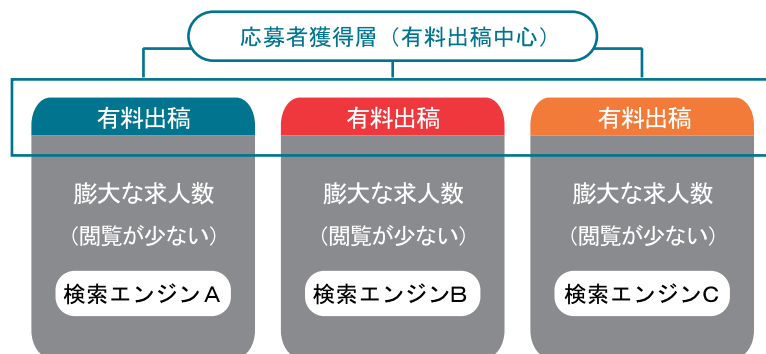 応募者獲得層（有料出稿中心）
有料出稿
膨大な求人数
（閲覧が少ない）
検索エンジンA
有料出稿
膨大な求人数
（閲覧が少ない）
検索エンジンB
有料出稿
膨大な求人数
（閲覧が少ない）
検索エンジンC